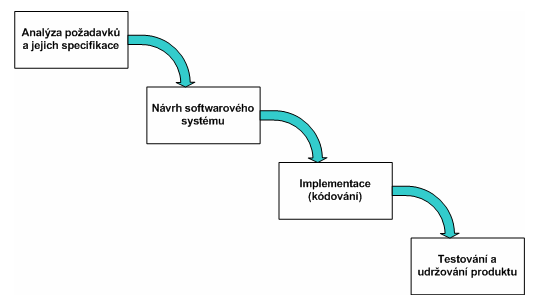 Analýza požadavků
a jejich specifikace
Návrh softwarového
systému
Implementace
(kódování)
Testování a
udržování produktu